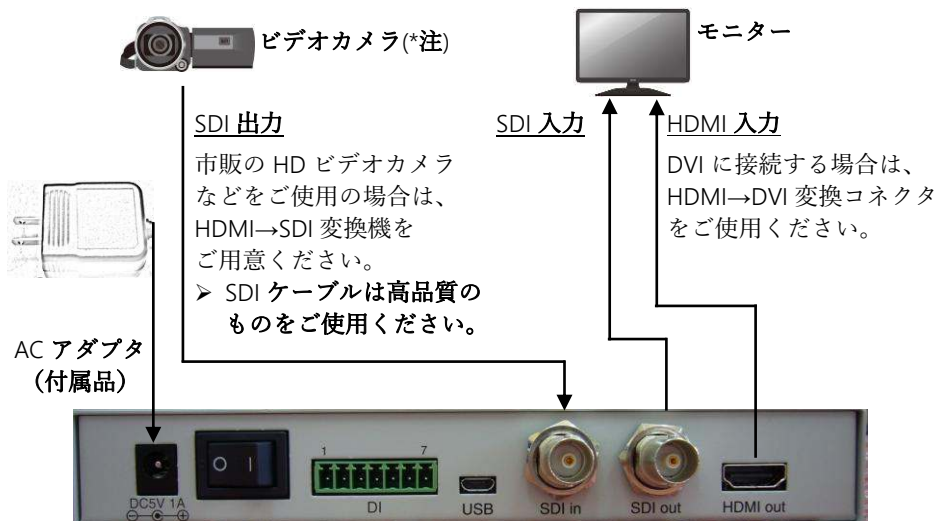 ビデオカメラ(*注)
モニター
SDI 出力
市販の HD ビデオカメラ
などをご使用の場合は、
HDMI→SDI 変換機を
ご用意ください。
➢ SDI ケーブルは高品質の
ものをご使用ください。
SDI 入力
HDMI 入力
DVI に接続する場合は、
HDMI→DVI 変換コネクタ
をご使用ください。
AC アダプタ
（付属品）
DC5V 1A
1 7
DI
USB
SDI in
SDI out
HDMI out